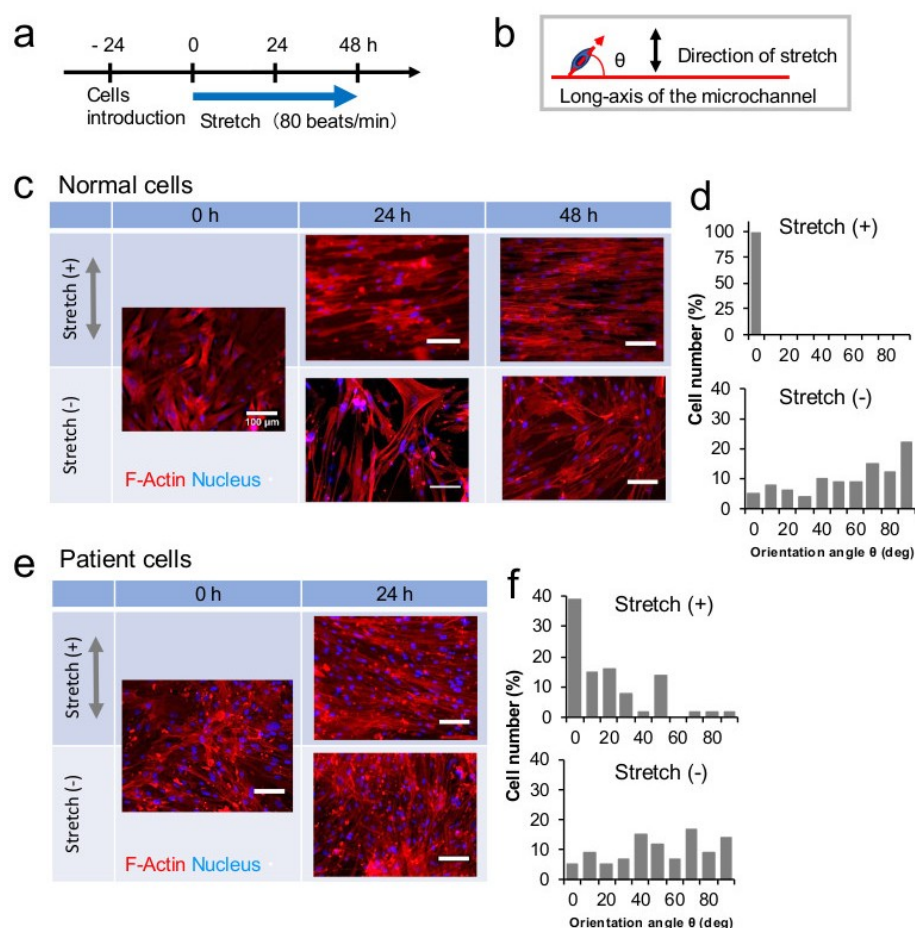 a
- 24 0 24 48 h
Cells
introduction
Stretch (80 beats/min)
b
θ
Direction of stretch
Long-axis of the microchannel
c Normal cells
0 h 24 h 48 h
Stretch (+)
Stretch (-)
100 μm
F-Actin Nucleus
d
Stretch (+)
100
75
50
25
0
0 20 40 60 80
Cell number (%)
Stretch (-)
40
30
20
10
0
0 20 40 60 80
Orientation angle θ (deg)
e Patient cells
0 h 24 h
Stretch (+)
Stretch (-)
F-Actin Nucleus
f
Stretch (+)
40
30
20
10
0
0 20 40 60 80
Cell number (%)
Stretch (-)
40
30
20
10
0
0 20 40 60 80
Orientation angle θ (deg)